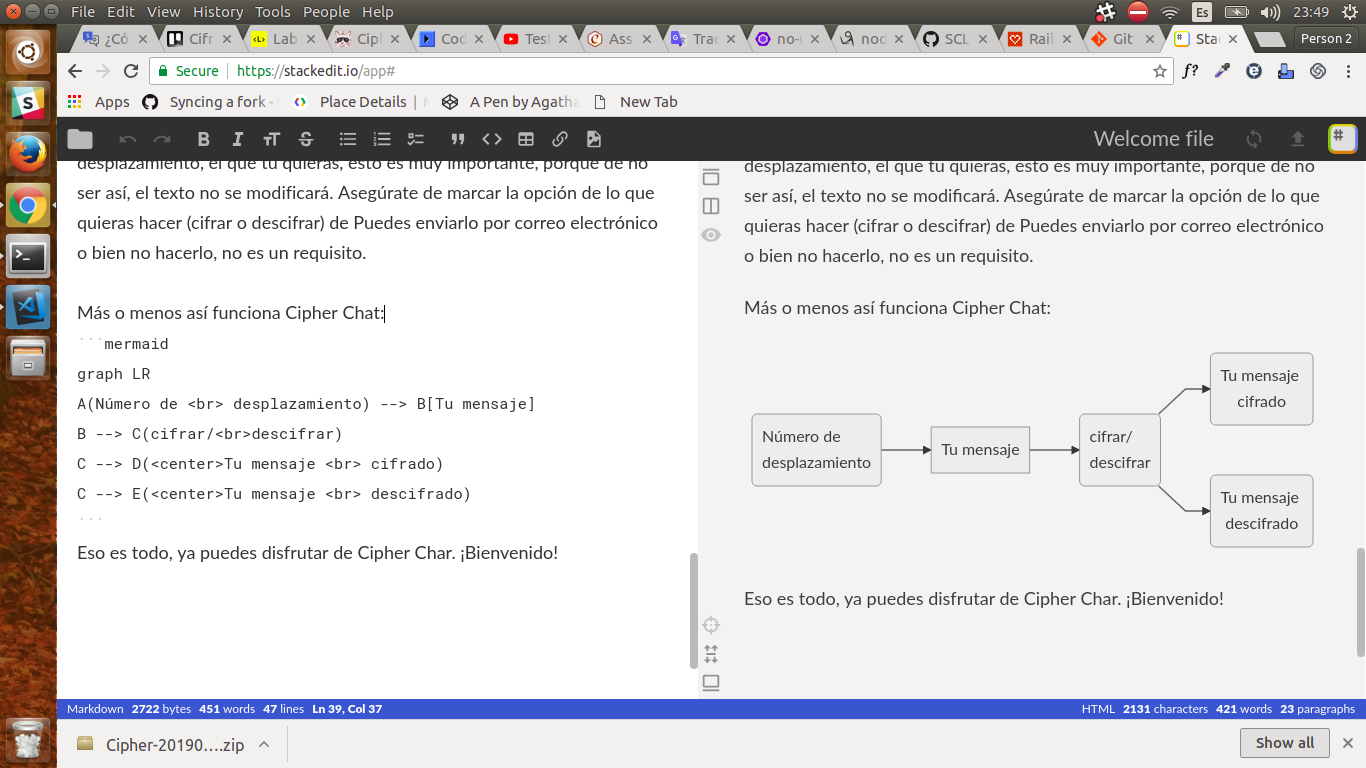 File Edit View History Tools People Help
Es 23:49
¿Có Cifr Lab Cipl Cod Test Ass Trac no-u nod SCL Rail Git Stac Person 2
Secure https://stackedit.io/app#
f?
Apps Syncing a fork - Place Details | A Pen by Agatha New Tab
Welcome file
desplazamiento, el que tu quieras, esto es muy importante, porque de no
ser así, el texto no se modificará. Asegúrate de marcar la opción de lo que
quieras hacer (cifrar o descifrar) de Puedes enviarlo por correo electrónico
o bien no hacerlo, no es un requisito.
Más o menos así funciona Cipher Chat:
```mermaid
graph LR
A(Número de <br> desplazamiento) --> B[Tu mensaje]
B --> C(cifrar/<br>descifrar)
C --> D(<center>Tu mensaje <br> cifrado)
C --> E(<center>Tu mensaje <br> descifrado)
```
Eso es todo, ya puedes disfrutar de Cipher Char. ¡Bienvenido!
desplazamiento, el que tu quieras, esto es muy importante, porque de no
ser así, el texto no se modificará. Asegúrate de marcar la opción de lo que
quieras hacer (cifrar o descifrar) de Puedes enviarlo por correo electrónico
o bien no hacerlo, no es un requisito.
Más o menos así funciona Cipher Chat:
Número de
desplazamiento
Tu mensaje
cifrar/
descifrar
Tu mensaje
cifrado
Tu mensaje
descifrado
Eso es todo, ya puedes disfrutar de Cipher Char. ¡Bienvenido!
Markdown 2722 bytes 451 words 47 lines Ln 39, Col 37
HTML 2131 characters 421 words 23 paragraphs
Cipher-20190....zip
Show all